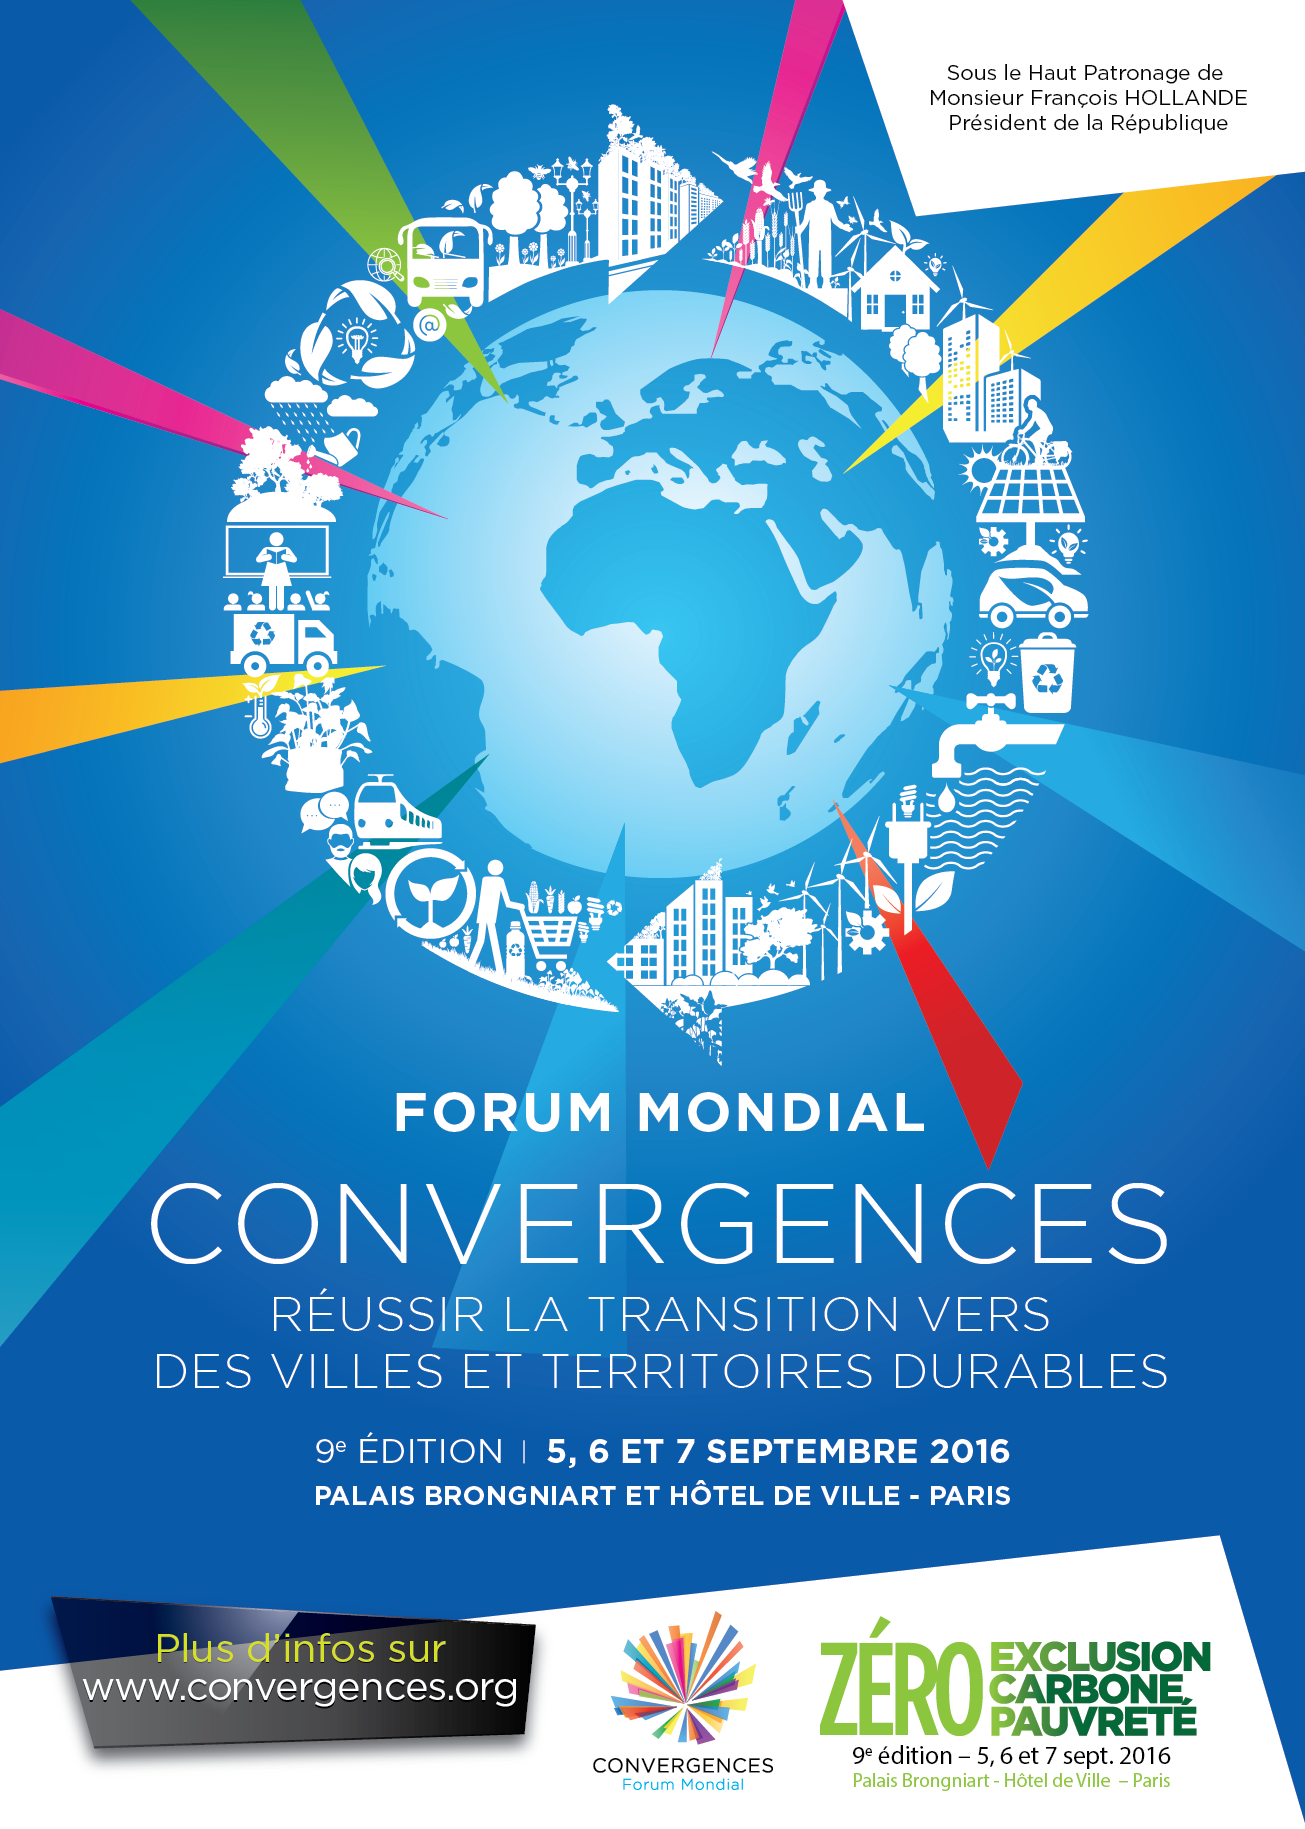 Sous le Haut Patronage de
Monsieur François HOLLANDE
Président de la République
@
FORUM MONDIAL
CONVERGENCES
RÉUSSIR LA TRANSITION VERS
DES VILLES ET TERRITOIRES DURABLES
9e ÉDITION | 5, 6 ET 7 SEPTEMBRE 2016
PALAIS BRONGNIART ET HÔTEL DE VILLE - PARIS
Plus d'infos sur
www.convergences.org
CONVERGENCES
Forum Mondial
ZÉRO EXCLUSION
CARBONE,
PAUVRETÉ
9e édition – 5, 6 et 7 sept. 2016
Palais Brongniart - Hôtel de Ville – Paris